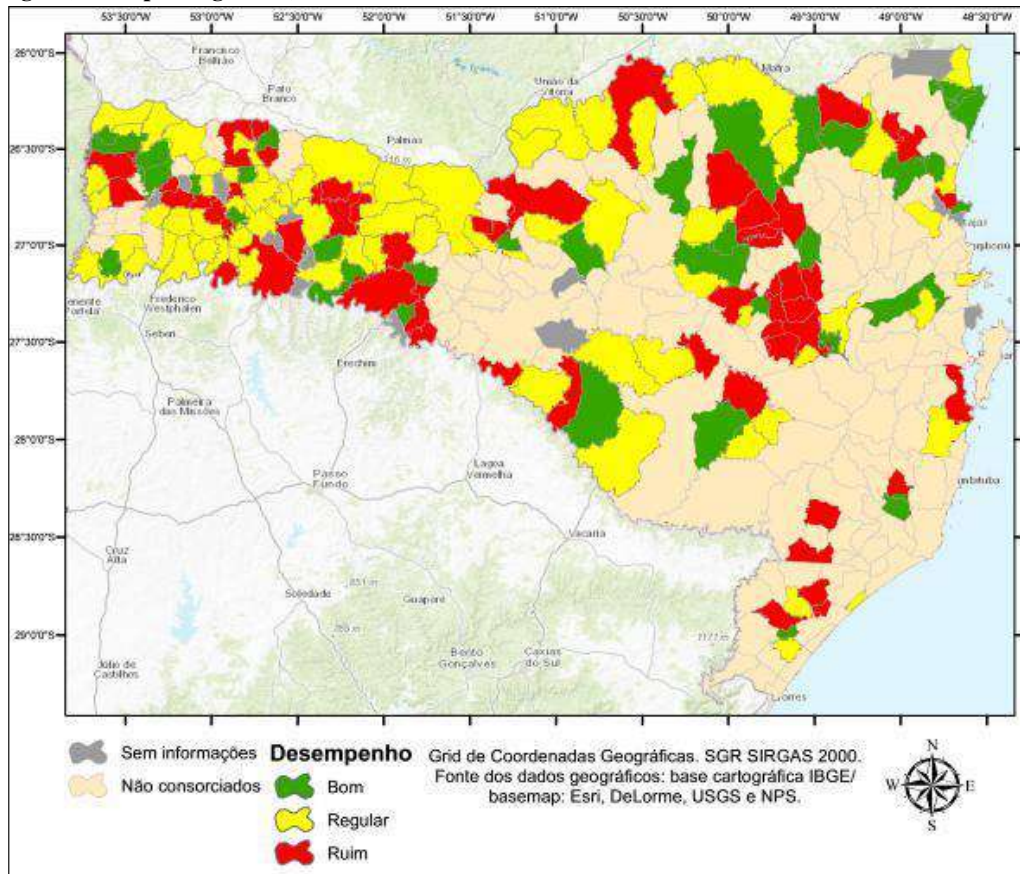 53°30'0"W 53°0'0"W 52°30'0"W 52°0'0"W 51°30'0"W 51°0'0"W 50°30'0"W 50°0'0"W 49°30'0"W 49°0'0"W 48°30'0"W
26°0'0"S
26°30'0"S
27°0'0"S
27°30'0"S
28°0'0"S
28°30'0"S
29°0'0"S
Francisco
Beltrão
Pato
Branco
União da
Vitória
Mafra
Palmas
Frederico
Westphalen
Seberi
Erechim
Palmeira
das Missões
Passo
Fundo
Lagoa
Vermelha
Vacaria
Cruz
Alta
Soledade
Guaporé
Júlio de
Castilhos
Bento
Gonçalves
Caxias
do Sul
Sem informações
Não consorciados
Desempenho
Bom
Regular
Ruim
Grid de Coordenadas Geográficas. SGR SIRGAS 2000.
Fonte dos dados geográficos: base cartográfica IBGE/
basemap: Esri, DeLorme, USGS e NPS.
N
W E
S